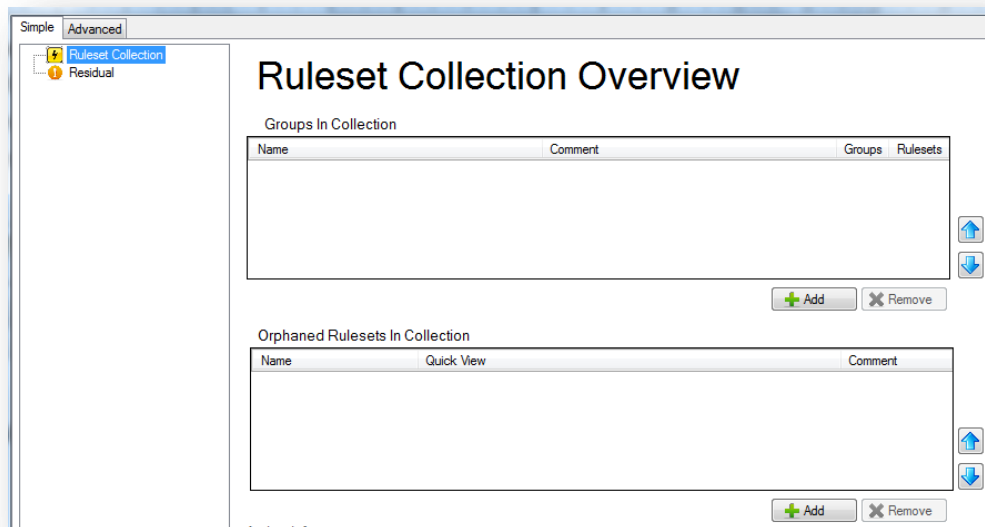 Simple Advanced
Ruleset Collection
Residual
Ruleset Collection Overview
Groups In Collection
Name Comment Groups Rulesets
Add Remove
Orphaned Rulesets In Collection
Name Quick View Comment
Add Remove